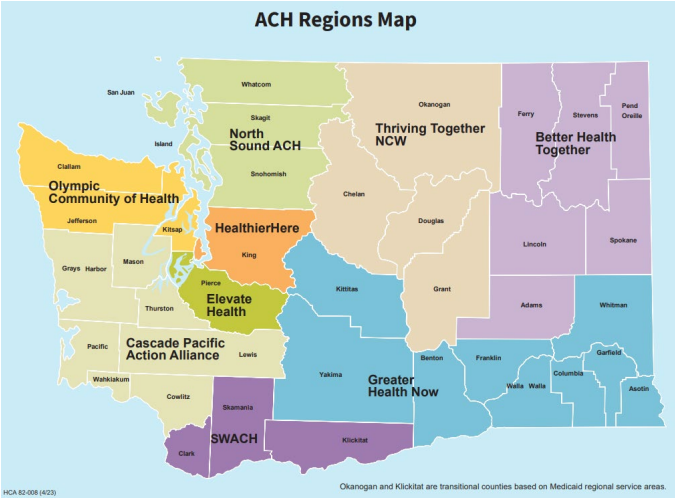 ACH Regions Map
Whatcom
San Juan
Skagit
Okanogan
Ferry
Stevens
Pend
Oreille
North
Sound ACH
Thriving Together
NCW
Better Health
Together
Island
Clallam
Snohomish
Olympic
Community of Health
Chelan
Jefferson
Kitsap
HealthierHere
Douglas
Lincoln
Spokane
King
Grays Harbor
Mason
Pierce
Kittitas
Grant
Elevate
Health
Thurston
Adams
Whitman
Pacific
Cascade Pacific
Action Alliance
Lewis
Benton
Franklin
Garfield
Wahkiakum
Yakima
Greater
Health Now
Walla Walla
Columbia
Asotin
Cowlitz
Skamania
SWACH
Klickitat
Clark
Okanogan and Klickitat are transitional counties based on Medicaid regional service areas.
HCA 82-008 (4/23)